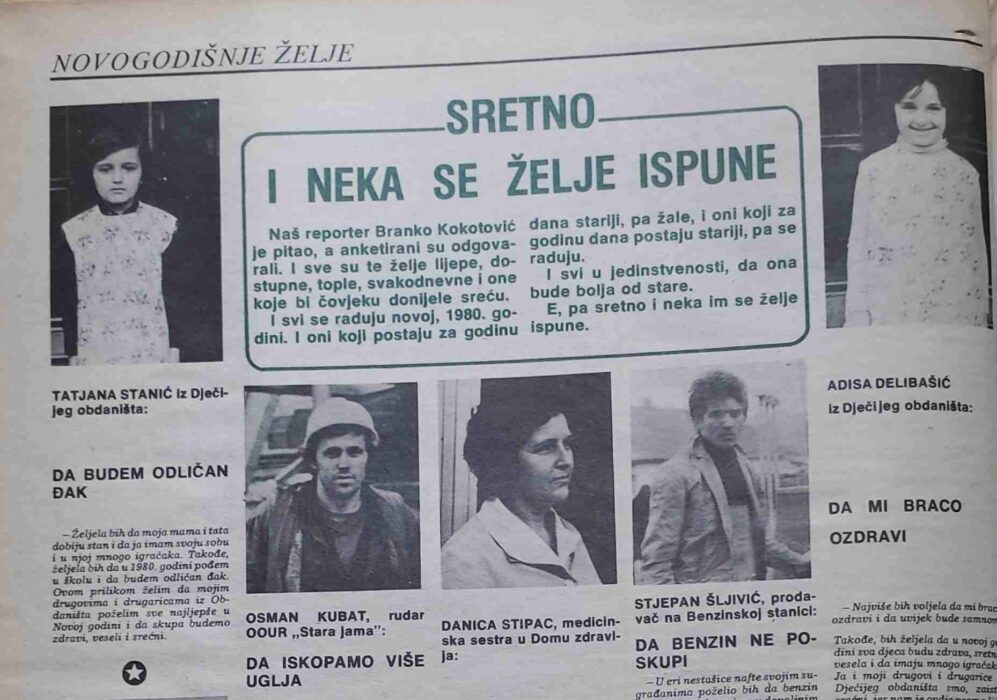 NOVOGODIŠNJE ŽELJE
SRETNO
I NEKA SE ŽELJE ISPUNE
Naš reporter Branko Kokotović
je pitao, a anketirani su odgova-
rali. I sve su te želje lijepe, do-
stupne, tople, svakodnevne i one
koje bi čovjeku donijele sreću.
I svi se raduju novoj, 1980. go-
dini. I oni koji postaju za godinu
dana stariji, pa žale, i oni koji za
godinu dana postaju stariji, pa se
raduju.
I svi u jedinstvenosti, da ona
bude bolja od stare.
E, pa sretno i neka im se želje
ispune.
TATJANA STANIĆ iz Dječi-
jeg obdaništa:
DA BUDEM ODLIČAN
ĐAK
– Željela bih da moja mama i tata
dobiju stan i da ja imam svoju sobu
i u njoj mnogo igračaka. Takođe,
željela bih da u 1980. godini pođem
u školu i da budem odličan đak.
Ovom prilikom želim da mojim
drugovima i drugaricama iz Ob-
daništa poželim sve najljepše u
Novoj godini i da skupa budemo
zdravi, veseli i srećni.
OSMAN KUBAT, rudar
OOUR „Stara jama":
DA ISKOPAMO VIŠE
UGLJA
DANICA STIPAC, medicin-
ska sestra u Domu zdrav-
ja:
STJEPAN ŠLJIVIĆ, proda-
vač na Benzinskoj stanici:
DA BENZIN NE PO-
SKUPI
– U eri nestašice nafte svojim su-
građanima poželio bih da benzin
ADISA DELIBAŠIĆ
iz Dječijeg obdaništa:
DA MI BRACO
OZDRAVI
– Najviše bih voljela da mi brac
ozdravi i da uvijek bude samnom
Takođe, bih željela da u novoj g
dini sva djeca budu zdrava, sretn
vesela i da imaju mnogo igračak
Ja i moji drugovi i drugarice
Dječijeg obdaništa smo,